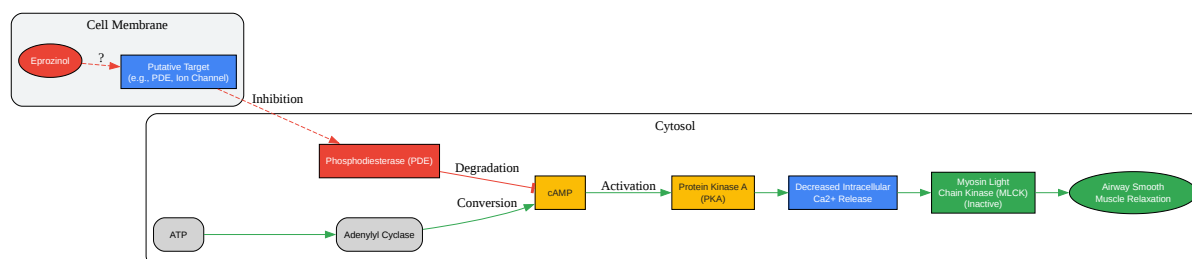 Cell Membrane
Eprozinol
?
Putative Target
(e.g., PDE, Ion Channel)
Inhibition
Cytosol
Phosphodiesterase (PDE)
Degradation
cAMP
Activation
Protein Kinase A
(PKA)
Decreased Intracellular
Ca2+ Release
Myosin Light
Chain Kinase (MLCK)
(Inactive)
Airway Smooth
Muscle Relaxation
Conversion
ATP
Adenylyl Cyclase